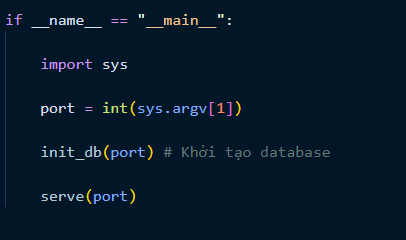 if __name__ == "__main__":
import sys
port = int(sys.argv[1])
init_db(port) # Khởi tạo database
serve(port)